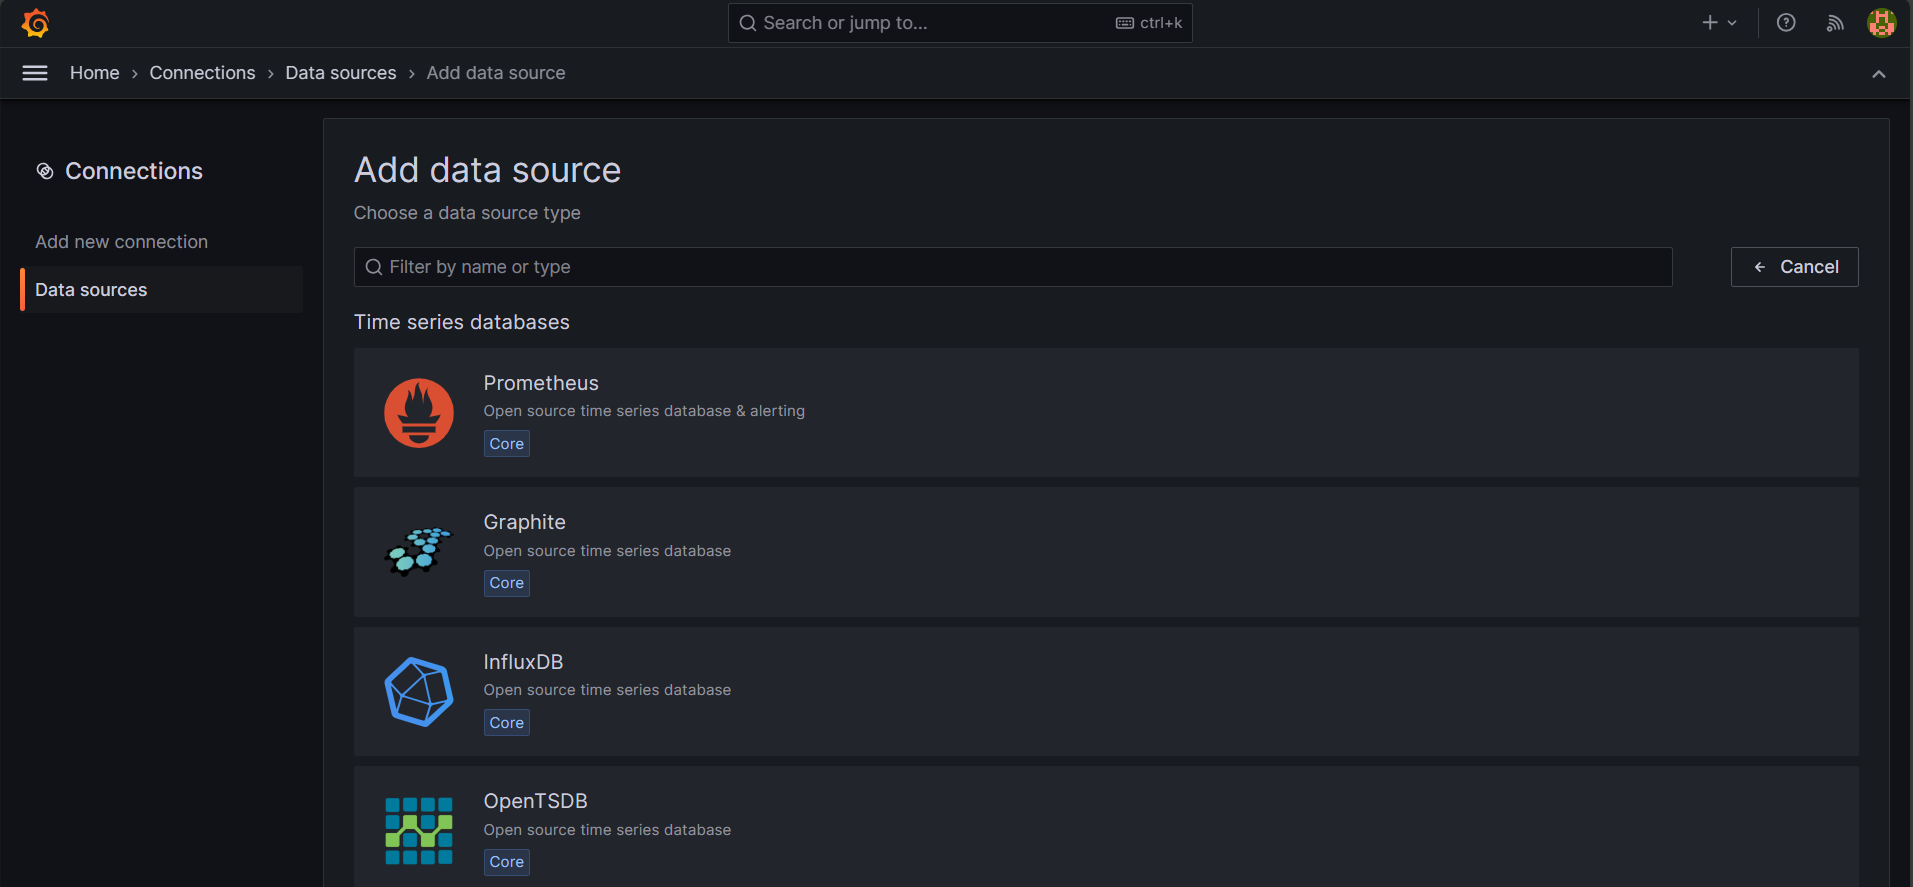 Search or jump to... ctrl+k
Home › Connections › Data sources › Add data source
Connections
Add new connection
Data sources
Add data source
Choose a data source type
Filter by name or type
Cancel
Time series databases
Prometheus
Open source time series database & alerting
Core
Graphite
Open source time series database
Core
InfluxDB
Open source time series database
Core
OpenTSDB
Open source time series database
Core